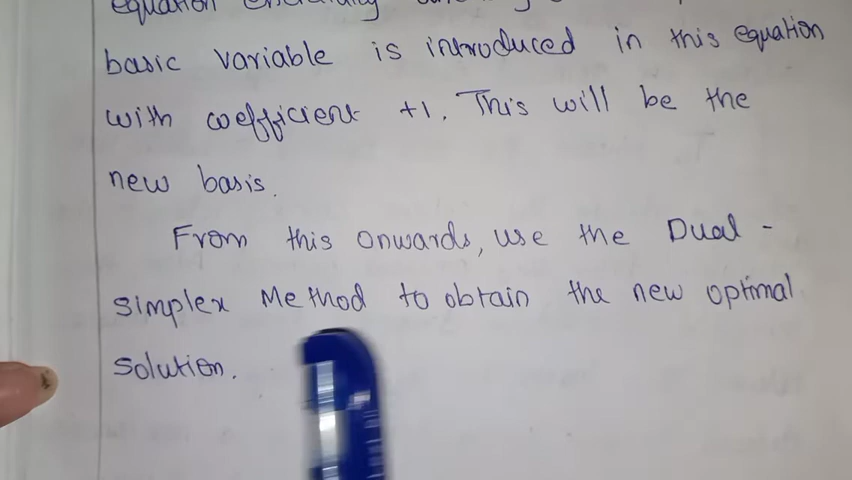 equation
basic variable is introduced in this equation
with coefficient +1. This will be the
new basis.
From this onwards, use the Dual -
simplex Method to obtain the new optimal
solution.